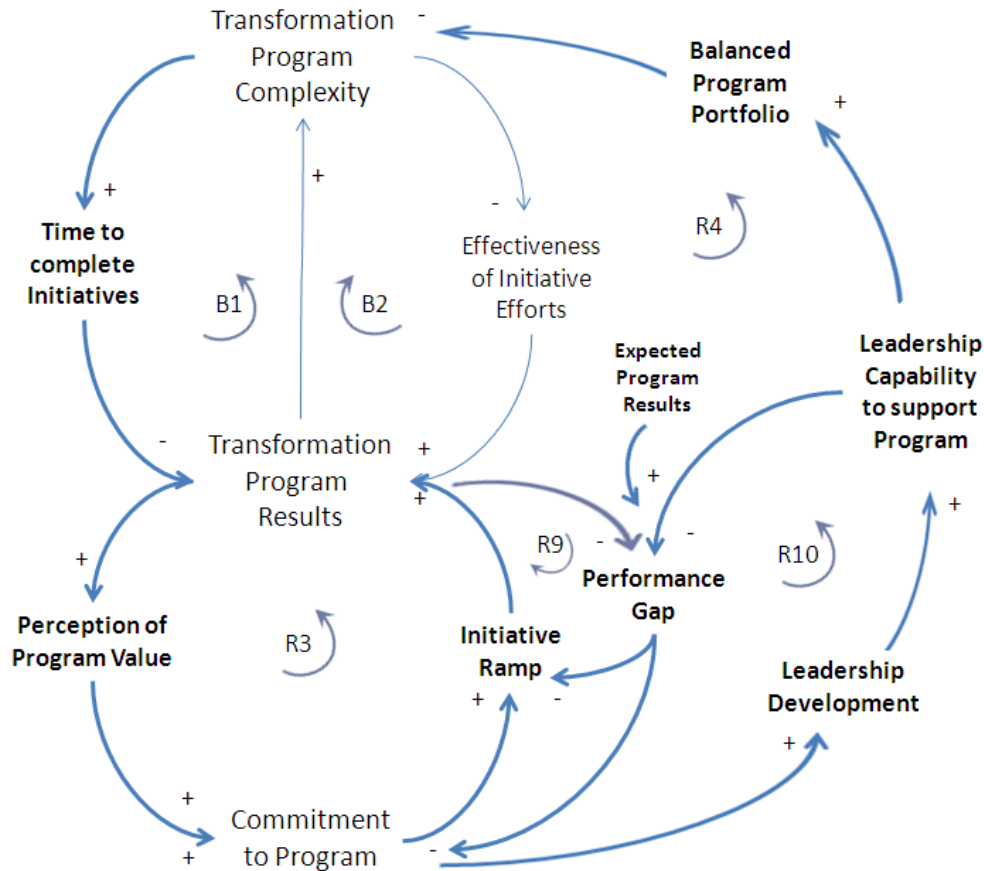 Transformation
Program
Complexity
-
Balanced
Program
Portfolio
+
+
+
-
Time to
complete
Initiatives
Effectiveness
of Initiative
Efforts
R4
B1
B2
Expected
Program
Results
Leadership
Capability
to support
Program
-
Transformation
Program
Results
+
+
+
-
-
+
R9
R10
Performance
Gap
+
Perception of
Program Value
R3
Initiative
Ramp
+
-
Leadership
Development
+
+
+
Commitment
to Program
-